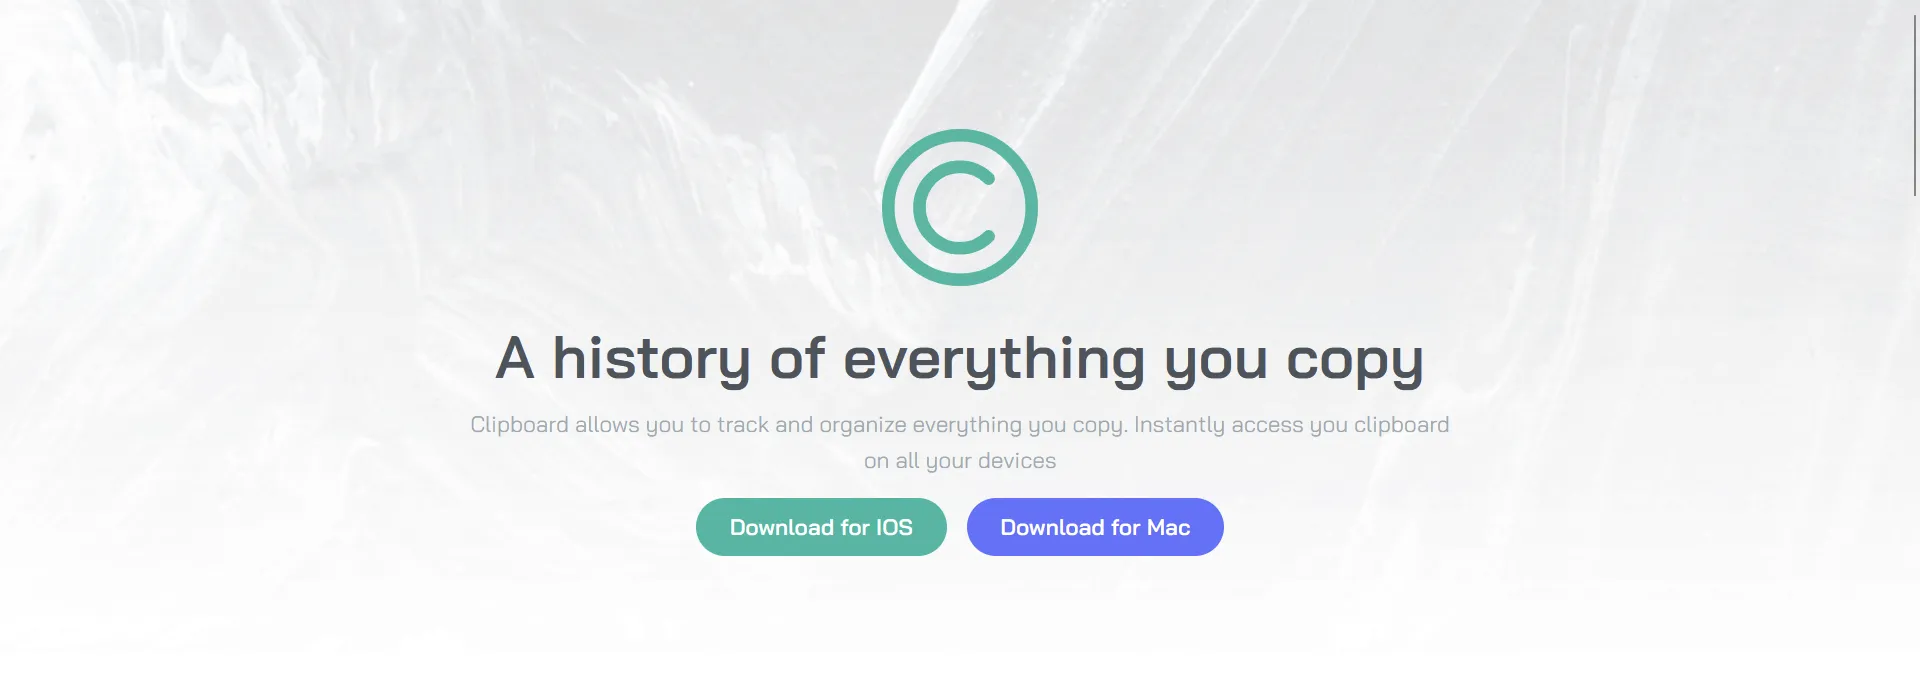 A history of everything you copy
Clipboard allows you to track and organize everything you copy. Instantly access you clipboard
on all your devices
Download for IOS
Download for Mac